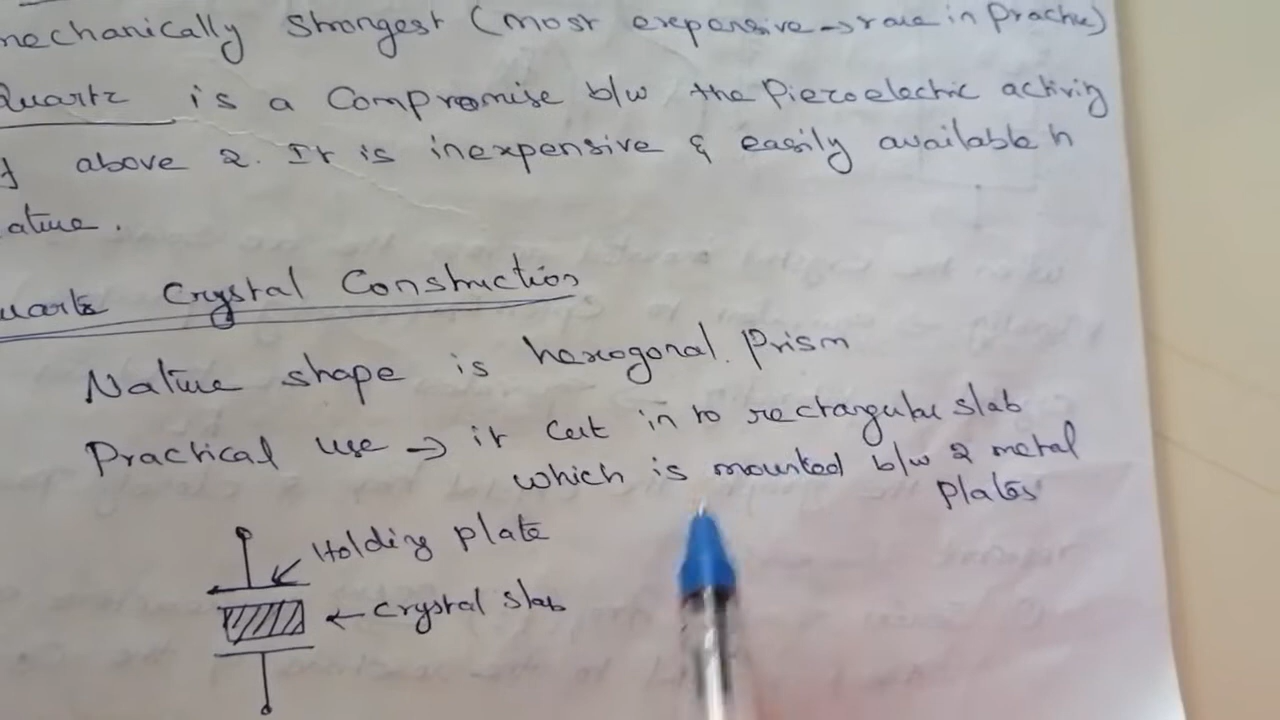 mechanically strongest (most expensive → rare in practice)
Quartz is a compromise b/w the Piezoelectric activity
of above 2. It is inexpensive & easily available in
nature.
Quartz Crystal Construction
Nature shape is hexogonal prism
Practical use → it cut in to rectangular slab
which is mounted b/w 2 metal
plates
Holding plate
← crystal slab